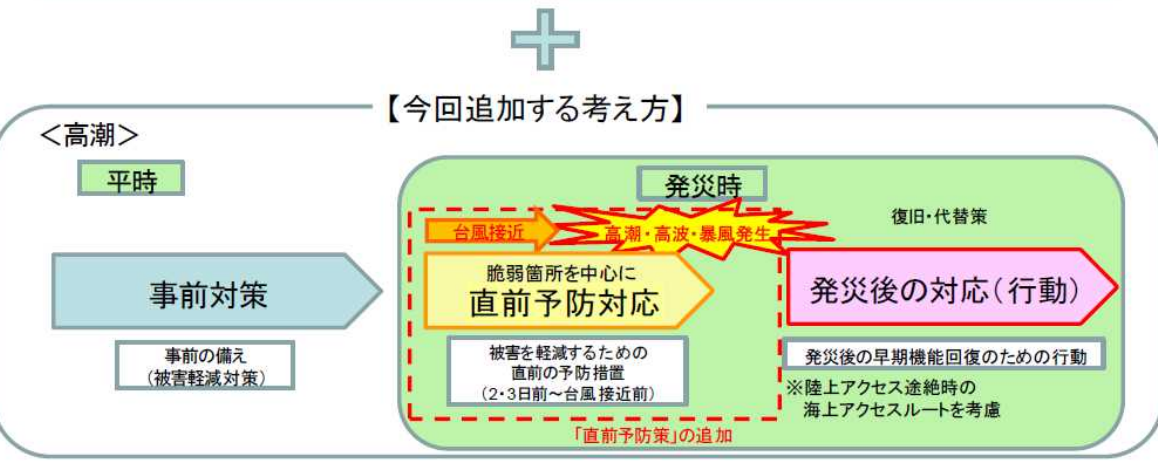 【今回追加する考え方】
＜高潮＞
平時
発災時
台風接近
高潮・高波・暴風発生
復旧・代替策
事前対策
脆弱箇所を中心に
直前予防対応
発災後の対応（行動）
事前の備え
（被害軽減対策）
被害を軽減するための
直前の予防措置
（2・3日前～台風接近前）
発災後の早期機能回復のための行動
※陸上アクセス途絶時の
海上アクセスルートを考慮
「直前予防策」の追加